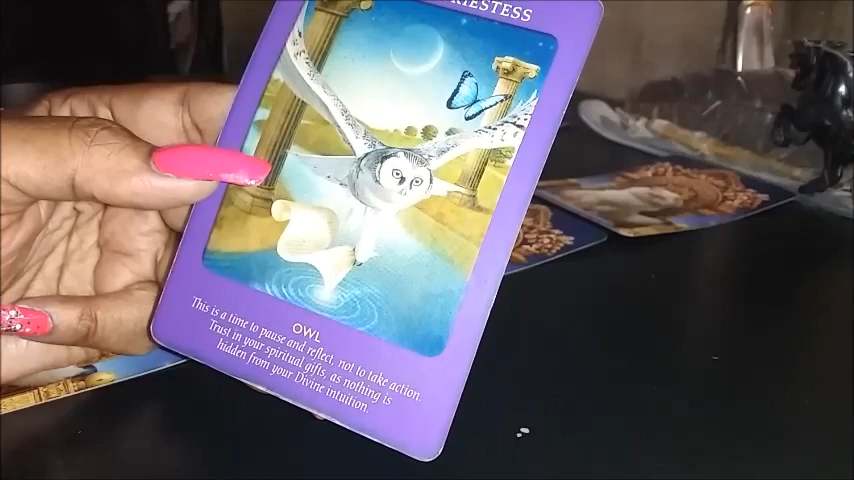 RIESTESS
OWL
This is a time to pause and reflect, not to take action.
Trust in your spiritual gifts, as nothing is
hidden from your Divine intuition.